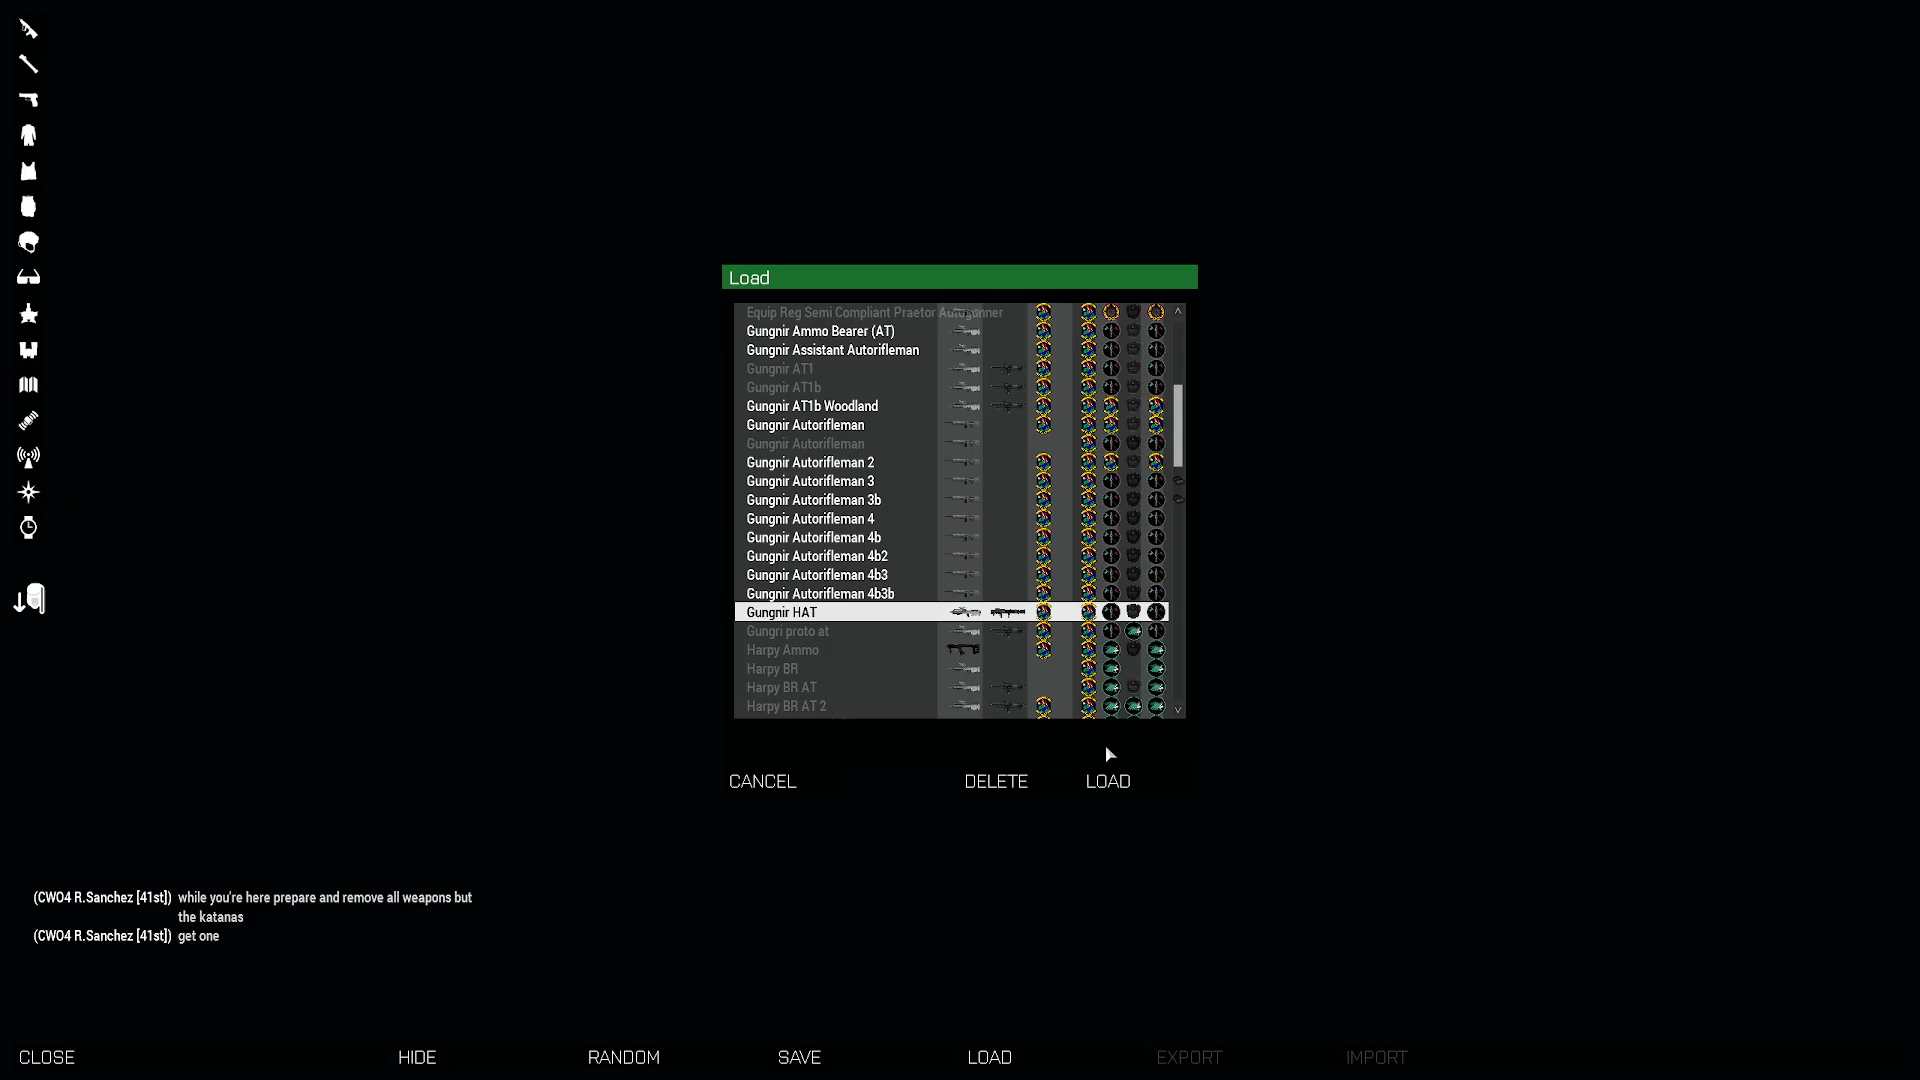 Load
Equip Reg Semi Compliant Praetor Autogunner
Gungnir Ammo Bearer (AT)
Gungnir Assistant Autorifleman
Gungnir AT1
Gungnir AT1b
Gungnir AT1b Woodland
Gungnir Autorifleman
Gungnir Autorifleman
Gungnir Autorifleman 2
Gungnir Autorifleman 3
Gungnir Autorifleman 3b
Gungnir Autorifleman 4
Gungnir Autorifleman 4b
Gungnir Autorifleman 4b2
Gungnir Autorifleman 4b3
Gungnir Autorifleman 4b3b
Gungnir HAT
Gungri proto at
Harpy Ammo
Harpy BR
Harpy BR AT
Harpy BR AT 2
CANCEL DELETE LOAD
(CWO4 R.Sanchez [41st]) while you're here prepare and remove all weapons but
the katanas
(CWO4 R.Sanchez [41st]) get one
CLOSE HIDE RANDOM SAVE LOAD EXPORT IMPORT